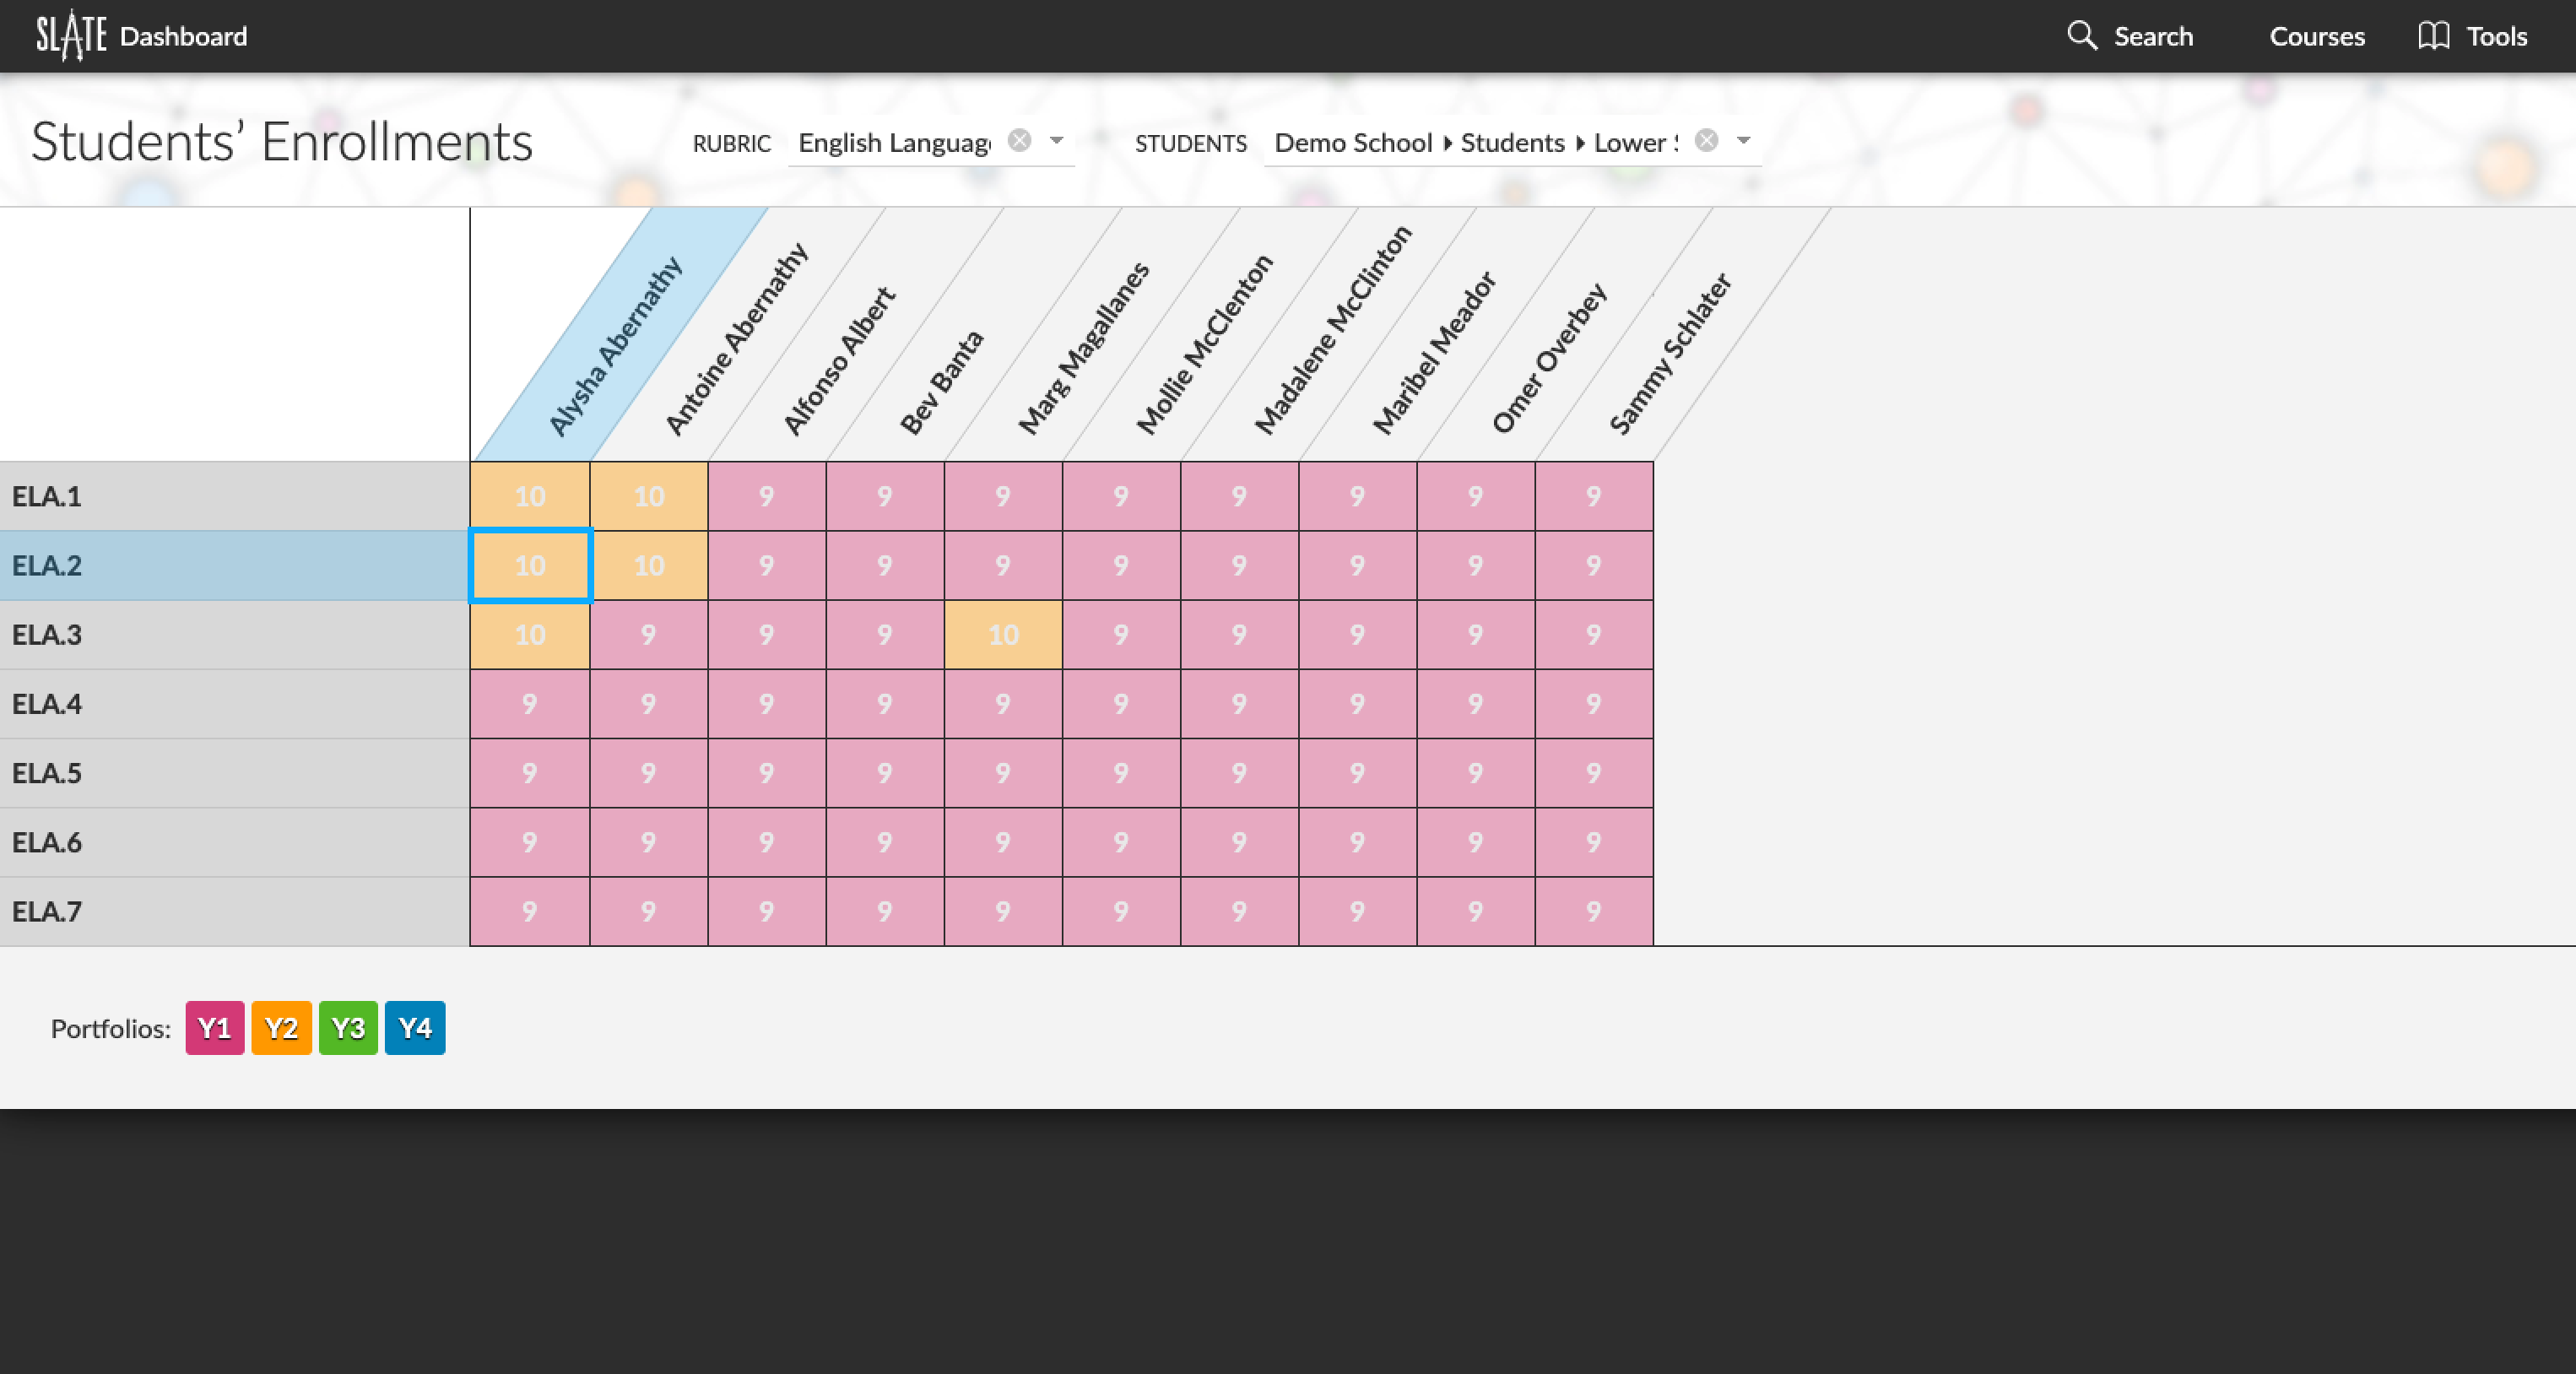 SLATE Dashboard Search Courses Tools
Students’ Enrollments RUBRIC English Languag STUDENTS Demo School Students Lower
Alysha Abernathy Antoine Abernathy Alfonso Albert Bev Banta Marg Magallanes Mollie McClenton Madalene McClinton Maribel Meador Omer Overbey Sammy Schlater
ELA.1 10 10 9 9 9 9 9 9 9 9
ELA.2 10 10 9 9 9 9 9 9 9 9
ELA.3 10 9 9 9 10 9 9 9 9 9
ELA.4 9 9 9 9 9 9 9 9 9 9
ELA.5 9 9 9 9 9 9 9 9 9 9
ELA.6 9 9 9 9 9 9 9 9 9 9
ELA.7 9 9 9 9 9 9 9 9 9 9
Portfolios: Y1 Y2 Y3 Y4